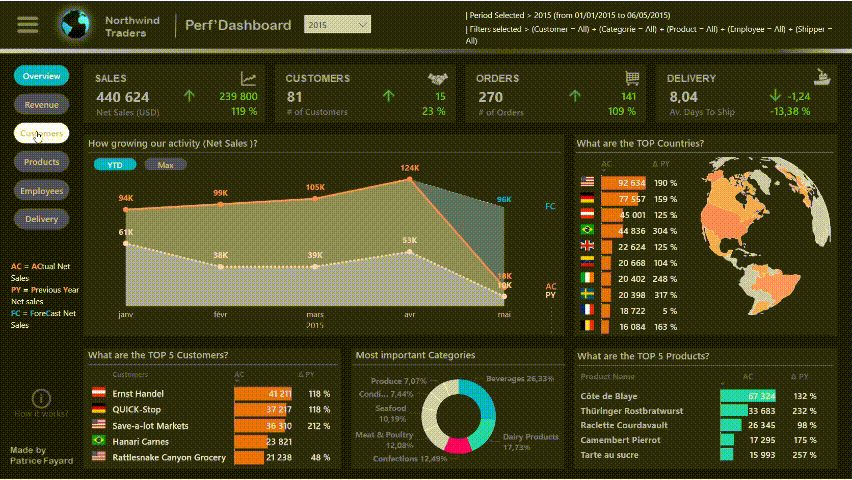 Northwind
Traders
Perf'Dashboard
2015
| Period Selected > 2015 (from 01/01/2015 to 06/05/2015)
| Filters selected > (Customer = All) + (Categorie = All) + (Product = All) + (Employee = All) + (Shipper =
All)
Overview
Revenue
Customers
Products
Employees
Delivery
AC = ACtual Net
Sales
PY = Previous Year
Net sales
FC = ForeCast Net
Sales
How it works?
Made by
Patrice Fayard
SALES
440 624
239 800
Net Sales (USD)
119 %
CUSTOMERS
81
15
# of Customers
23 %
ORDERS
270
141
# of Orders
109 %
DELIVERY
8,04
-1,24
Av. Days To Ship
-13,38 %
How growing our activity (Net Sales )?
YTD
Max
94K
99K
105K
124K
96K
FC
61K
38K
39K
53K
18K
10K
AC
PY
janv
févr
mars
avr
mai
2015
What are the TOP Countries?
AC
Δ PY
92 634
190 %
77 557
159 %
45 001
125 %
44 836
304 %
22 624
125 %
20 668
104 %
20 402
248 %
20 398
317 %
18 722
5 %
16 084
163 %
What are the TOP 5 Customers?
Customers
AC
Δ PY
Ernst Handel
41 211
118 %
QUICK-Stop
37 217
118 %
Save-a-lot Markets
36 310
212 %
Hanari Carnes
23 821
Rattlesnake Canyon Grocery
21 238
48 %
Most important Categories
Produce 7,07%
Condi... 7,44%
Seafood
10,19%
Meat & Poultry
12,08%
Confections 12,49%
Beverages 26,33%
Dairy Products
17,73%
What are the TOP 5 Products?
Product Name
AC
Δ PY
Côte de Blaye
67 324
132 %
Thüringer Rostbratwurst
33 683
232 %
Raclette Courdavault
26 345
98 %
Camembert Pierrot
17 295
175 %
Tarte au sucre
15 993
257 %